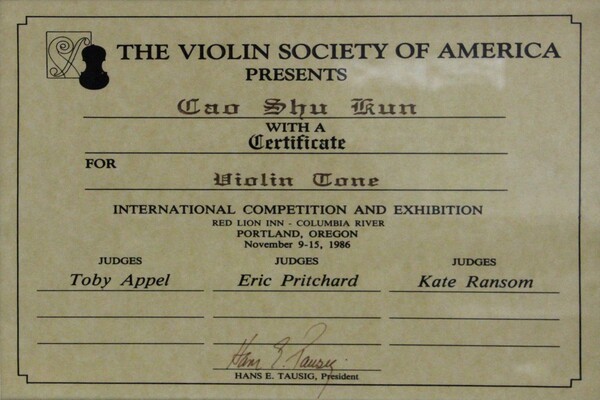 THE VIOLIN SOCIETY OF AMERICA
PRESENTS
Cao Shu Kun
WITH A
Certificate
FOR
Violin Tone
INTERNATIONAL COMPETITION AND EXHIBITION
RED LION INN - COLUMBIA RIVER
PORTLAND, OREGON
November 9-15, 1986
JUDGES JUDGES JUDGES
Toby Appel Eric Pritchard Kate Ransom
Hans E. Tausig
HANS E. TAUSIG, President